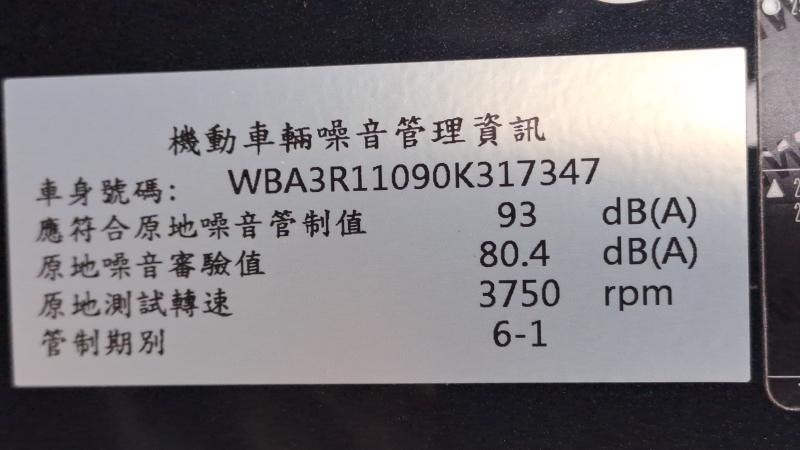 機動車輛噪音管理資訊
車身號碼: WBA3R11090K317347
應符合原地噪音管制值 93 dB(A)
原地噪音審驗值 80.4 dB(A)
原地測試轉速 3750 rpm
管制期別 6-1